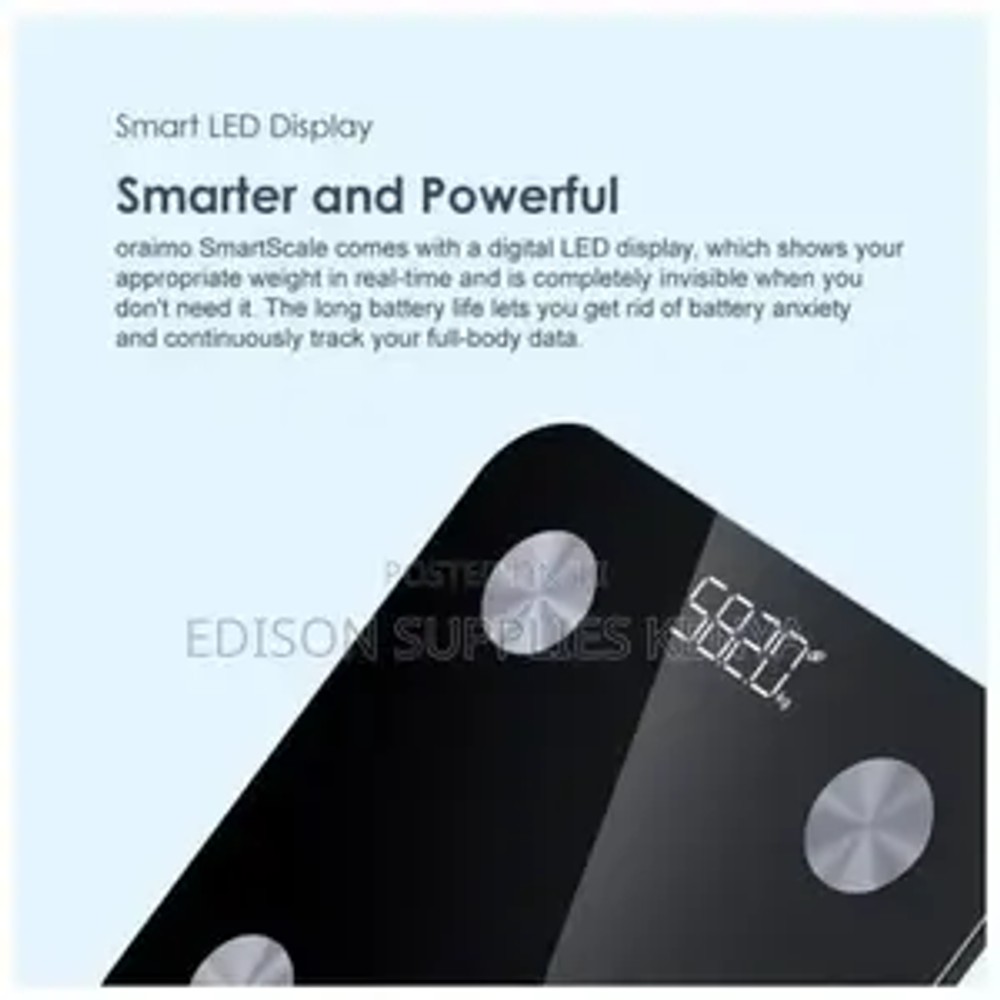 Smart LED Display
Smarter and Powerful
oraimo SmartScale comes with a digital LED display, which shows your
appropriate weight in real-time and is completely invisible when you
don't need it. The long battery life lets you get rid of battery anxiety
and continuously track your full-body data.
EDISON SUPPLIES
kg